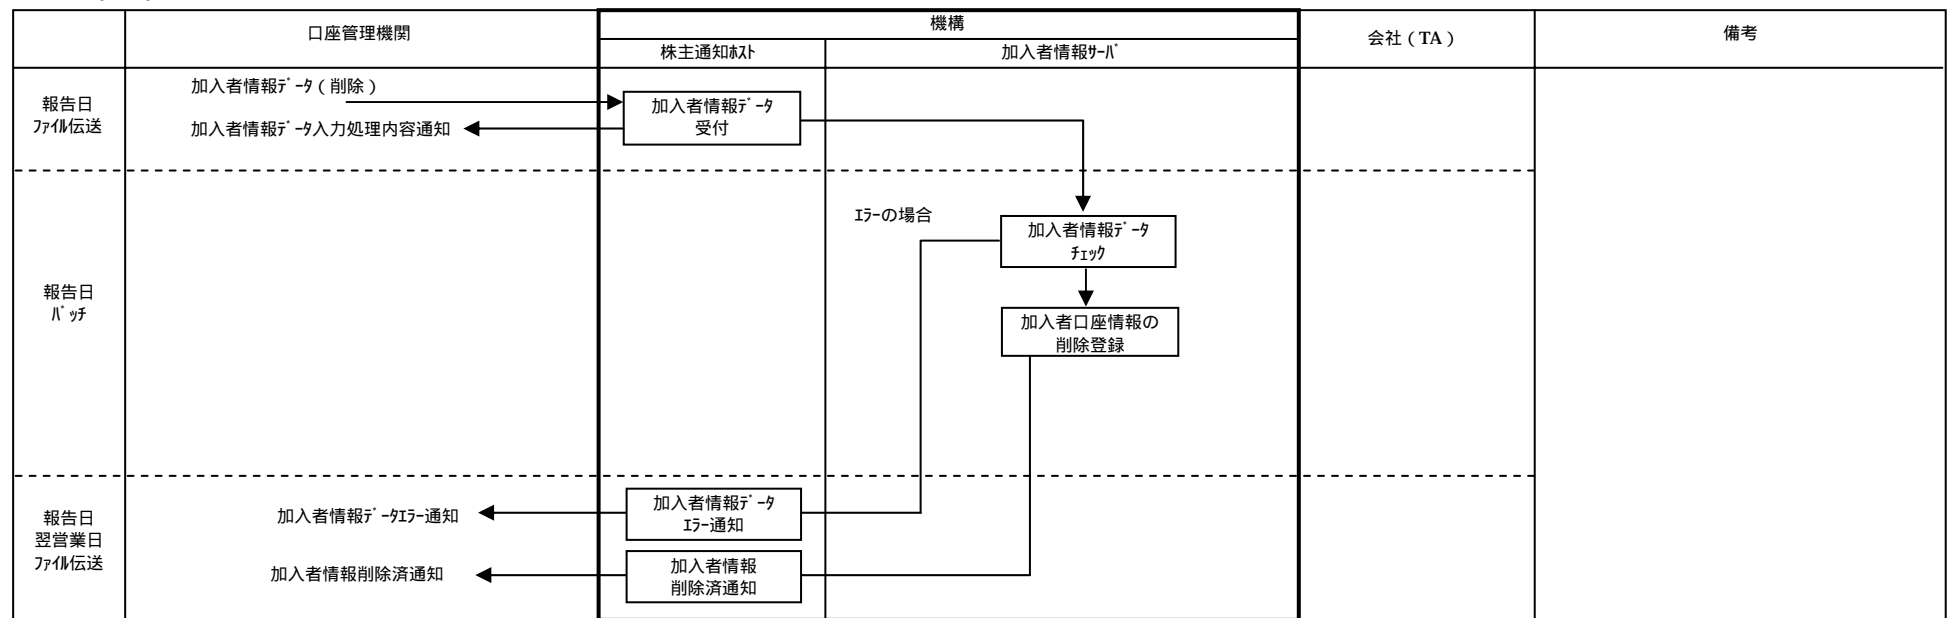 口座管理機関
機構
会社（TA）
備考
株主通知ﾎｽﾄ
加入者情報ｻｰﾊﾞ
報告日
ﾌｧｲﾙ伝送
加入者情報ﾃﾞｰﾀ（削除）
加入者情報ﾃﾞｰﾀ入力処理内容通知
加入者情報ﾃﾞｰﾀ
受付
報告日
ﾊﾞｯﾁ
ｴﾗｰの場合
加入者情報ﾃﾞｰﾀ
ﾁｪｯｸ
加入者口座情報の
削除登録
報告日
翌営業日
ﾌｧｲﾙ伝送
加入者情報ﾃﾞｰﾀｴﾗｰ通知
加入者情報ﾃﾞｰﾀ
ｴﾗｰ通知
加入者情報削除済通知
加入者情報
削除済通知